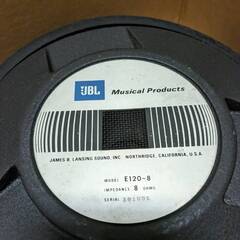 JBL Musical Products
JAMES B. LANSING SOUND, INC. NORTHRIDGE, CALIFORNIA, U.S.A.
MODEL E120-8
IMPEDANCE 8 OHMS
SERIAL